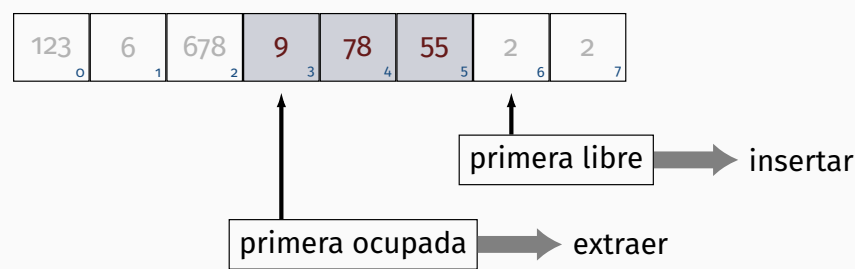 123 6 678 9 78 55 2 2
0 1 2 3 4 5 6 7
primera libre insertar
primera ocupada extraer